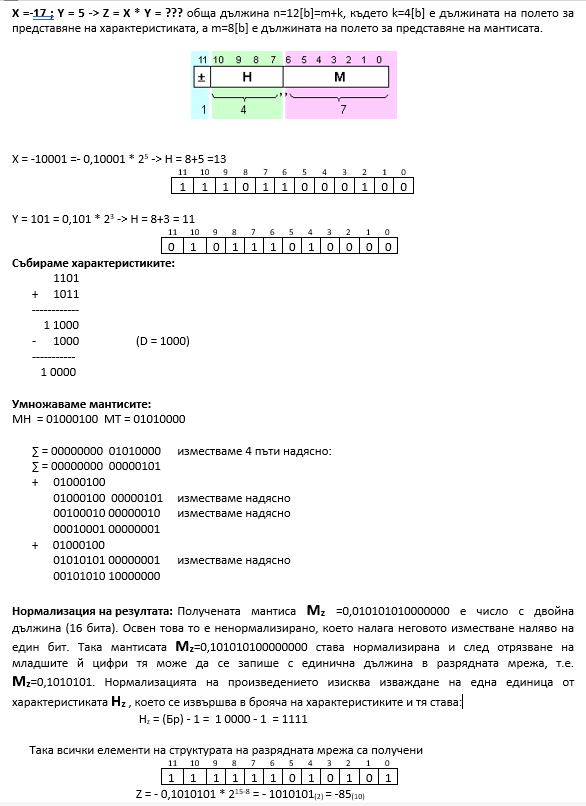 X =-17 ; Y = 5 -> Z = X * Y = ??? обща дължина n=12[b]=m+k, където k=4[b] е дължината на полето за
представяне на характеристиката, а m=8[b] е дължината на полето за представяне на мантисата.
11 10 9 8 7 6 5 4 3 2 1 0
± H M
1 4 ,, 7
X = -10001 =- 0,10001 * 2⁵ -> H = 8+5 =13
11 10 9 8 7 6 5 4 3 2 1 0
1 1 1 0 1 1 0 0 0 1 0 0
Y = 101 = 0,101 * 2³ -> H = 8+3 = 11
11 10 9 8 7 6 5 4 3 2 1 0
0 1 0 1 1 1 0 1 0 0 0 0
Събираме характеристиките:
1101
+ 1011
------------
1 1000
- 1000 (D = 1000)
-----------
1 0000
Умножаваме мантисите:
МН = 01000100 МТ = 01010000
∑ = 00000000 01010000 изместваме 4 пъти надясно:
∑ = 00000000 00000101
+ 01000100
01000100 00000101 изместваме надясно
00100010 00000010 изместваме надясно
00010001 00000001
+ 01000100
01010101 00000001 изместваме надясно
00101010 10000000
Нормализация на резултата: Получената мантиса Mz =0,010101010000000 е число с двойна
дължина (16 бита). Освен това то е ненормализирано, което налага неговото изместване наляво на
един бит. Така мантисата Mz=0,101010100000000 става нормализирана и след отрязване на
младшите й цифри тя може да се запише с единична дължина в разрядната мрежа, т.е.
Mz=0,1010101. Нормализацията на произведението изисква изваждане на една единица от
характеристиката Hz , което се извършва в брояча на характеристиките и тя става:
Hz = (Бр) - 1 = 1 0000 - 1 = 1111
Така всички елементи на структурата на разрядната мрежа са получени
11 10 9 8 7 6 5 4 3 2 1 0
1 1 1 1 1 1 0 1 0 1 0 1
Z = - 0,1010101 * 2¹⁵⁻⁸ = - 1010101₍₂₎ = -85₍₁₀₎